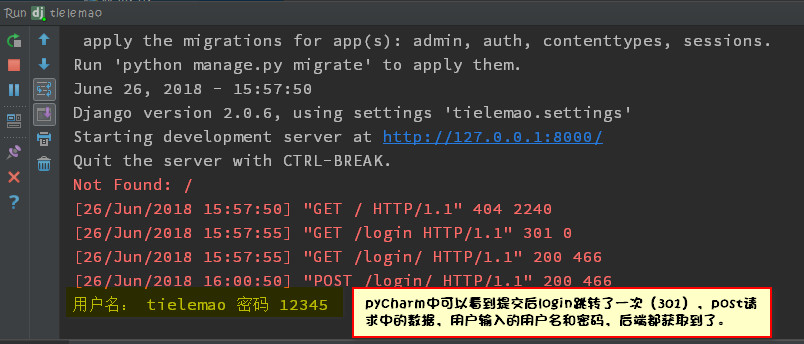 Run dj tielemao
apply the migrations for app(s): admin, auth, contenttypes, sessions.
Run 'python manage.py migrate' to apply them.
June 26, 2018 - 15:57:50
Django version 2.0.6, using settings 'tielemao.settings'
Starting development server at http://127.0.0.1:8000/
Quit the server with CTRL-BREAK.
Not Found: /
[26/Jun/2018 15:57:50] "GET / HTTP/1.1" 404 2240
[26/Jun/2018 15:57:55] "GET /login HTTP/1.1" 301 0
[26/Jun/2018 15:57:55] "GET /login/ HTTP/1.1" 200 466
[26/Jun/2018 16:00:50] "POST /login/ HTTP/1.1" 200 466
用户名: tielemao 密码 12345
pyCharm中可以看到提交后login跳转了一次（301）、post请
求中的数据、用户输入的用户名和密码、后端都获取到了。